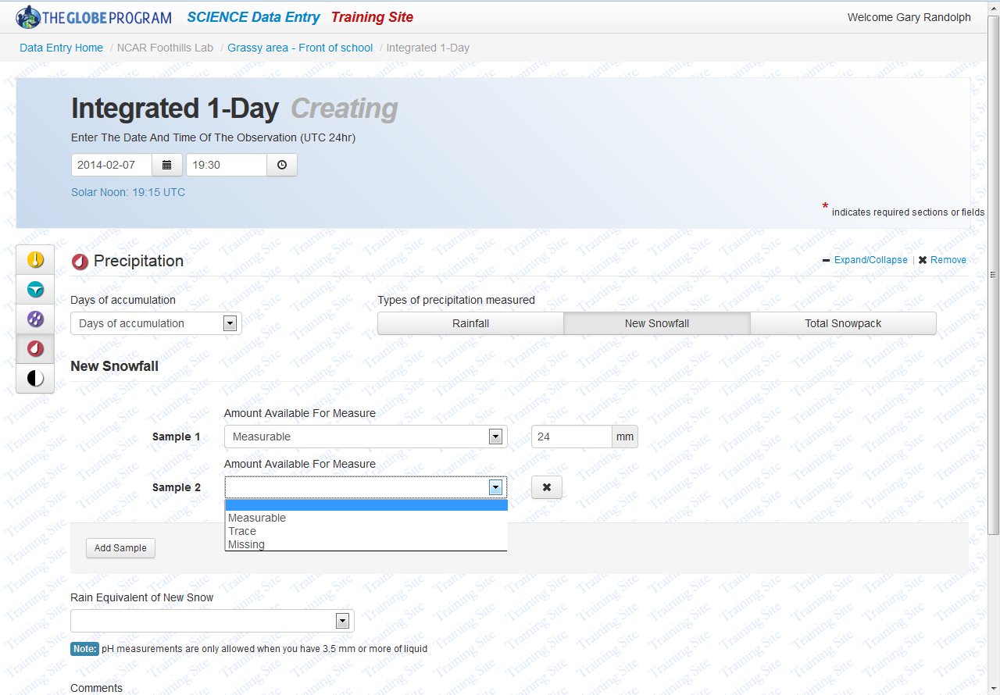 THE GLOBE PROGRAM SCIENCE Data Entry Training Site Welcome Gary Randolph
Data Entry Home / NCAR Foothills Lab / Grassy area - Front of school / Integrated 1-Day
Integrated 1-Day Creating
Enter The Date And Time Of The Observation (UTC 24hr)
2014-02-07 19:30
Solar Noon: 19:15 UTC
* indicates required sections or fields
Precipitation Expand/Collapse | Remove
Days of accumulation Types of precipitation measured
Days of accumulation Rainfall New Snowfall Total Snowpack
New Snowfall
Amount Available For Measure
Sample 1 Measurable 24 mm
Amount Available For Measure
Sample 2
Measurable
Trace
Missing
Add Sample
Rain Equivalent of New Snow
Note: pH measurements are only allowed when you have 3.5 mm or more of liquid
Comments
Training Site